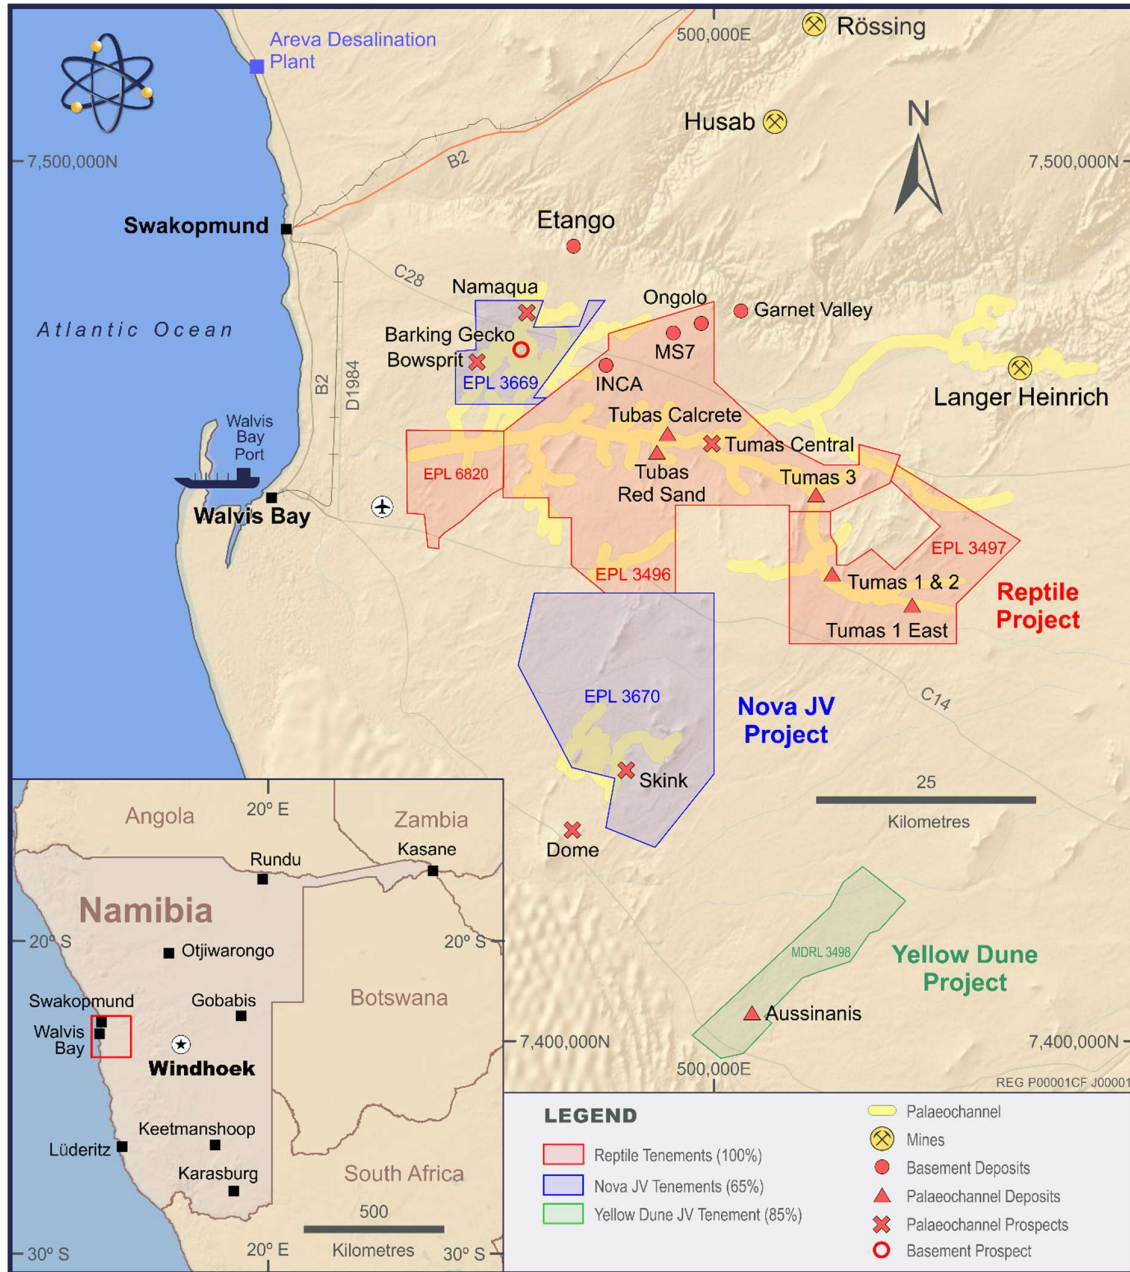 Areva Desalination
Plant
500,000E
Rössing
Husab
N
7,500,000N
7,500,000N
B2
Swakopmund
Etango
C28
Namaqua
Ongolo
Garnet Valley
Atlantic Ocean
Barking Gecko
MS7
Bowsprit
EPL 3669
INCA
B2
D1984
Langer Heinrich
Tubas Calcrete
Walvis
Bay
Port
Tumas Central
EPL 6820
Tubas
Red Sand
Tumas 3
Walvis Bay
EPL 3497
EPL 3496
Tumas 1 & 2
Reptile
Project
Tumas 1 East
EPL 3670
C14
Nova JV
Project
Skink
25
Kilometres
Dome
MDRL 3498
Yellow Dune
Project
Aussinanis
7,400,000N
7,400,000N
500,000E
REG P00001CF J00001
Angola
20° E
Zambia
Kasane
Rundu
Namibia
20° S
20° S
Otjiwarongo
Botswana
Swakopmund
Gobabis
Walvis
Bay
Windhoek
Keetmanshoop
Lüderitz
Karasburg
South Africa
500
Kilometres
30° S
20° E
30° S
LEGEND
Reptile Tenements (100%)
Nova JV Tenements (65%)
Yellow Dune JV Tenement (85%)
Palaeochannel
Mines
Basement Deposits
Palaeochannel Deposits
Palaeochannel Prospects
Basement Prospect